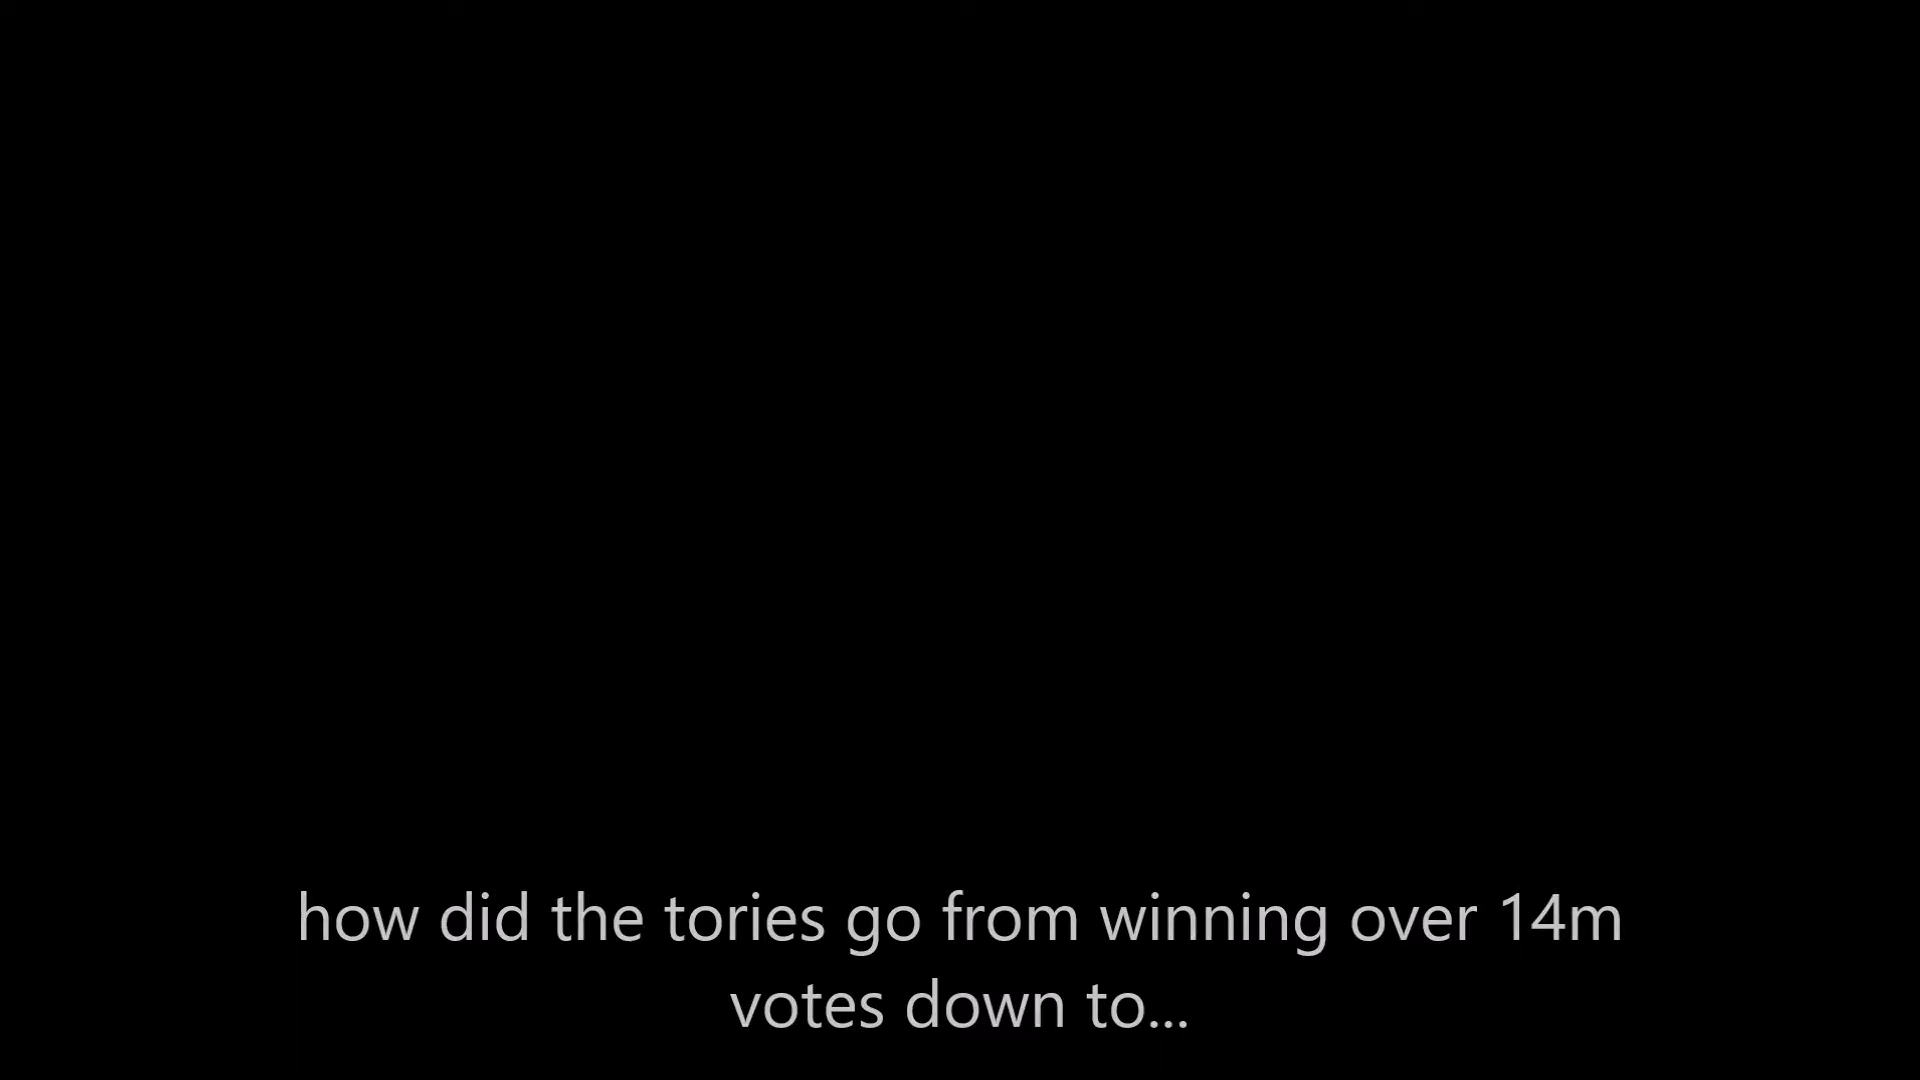 how did the tories go from winning over 14m
votes down to...